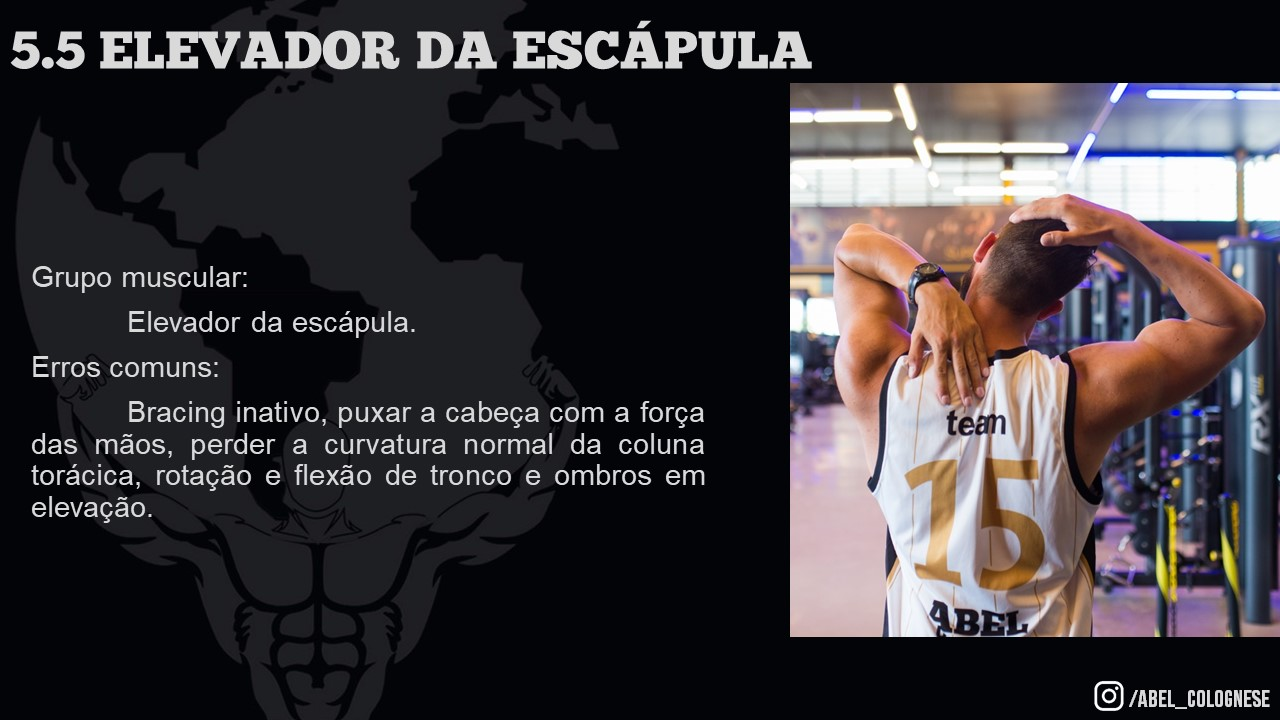 5.5 ELEVADOR DA ESCÁPULA
Grupo muscular:
Elevador da escápula.
Erros comuns:
Bracing inativo, puxar a cabeça com a força
das mãos, perder a curvatura normal da coluna
torácica, rotação e flexão de tronco e ombros em
elevação.
team
15
ABEL
/ABEL_COLOGNESE